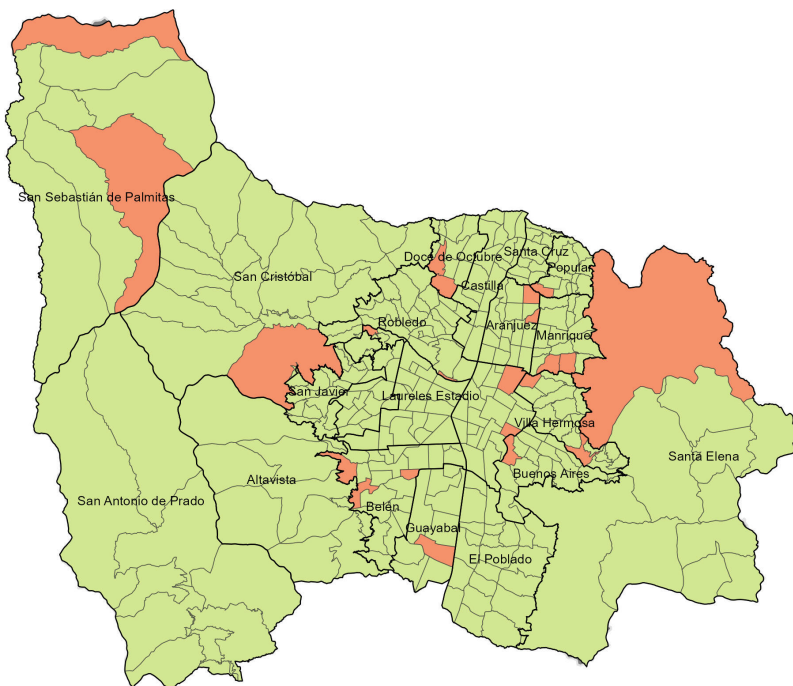 San Sebastián de Palmitas
Doce de Octubre
Santa Cruz
Popular
San Cristóbal
Castilla
Robledo
Aranjuez
Manrique
San Javier
Laureles Estadio
Villa Hermosa
Santa Elena
Buenos Aires
Altavista
San Antonio de Prado
Belén
Guayabal
El Poblado